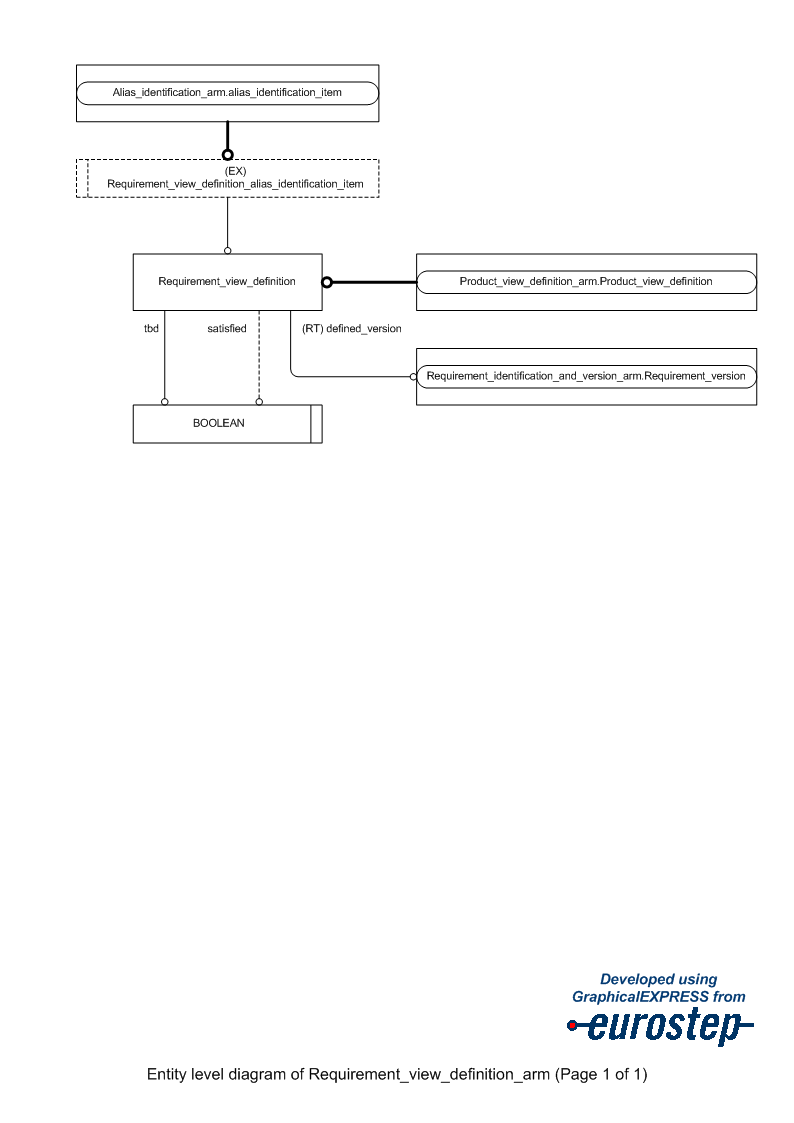 Alias_identification_arm.alias_identification_item
(EX)
Requirement_view_definition_alias_identification_item
Requirement_view_definition
Product_view_definition_arm.Product_view_definition
tbd
satisfied
(RT) defined_version
Requirement_identification_and_version_arm.Requirement_version
BOOLEAN
Developed using
GraphicalEXPRESS from
eurostep
Entity level diagram of Requirement_view_definition_arm (Page 1 of 1)